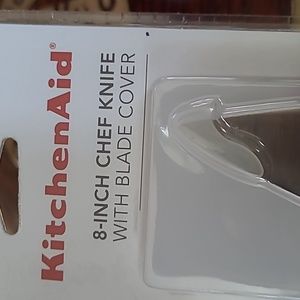 KitchenAid®
8-INCH CHEF KNIFE
WITH BLADE COVER